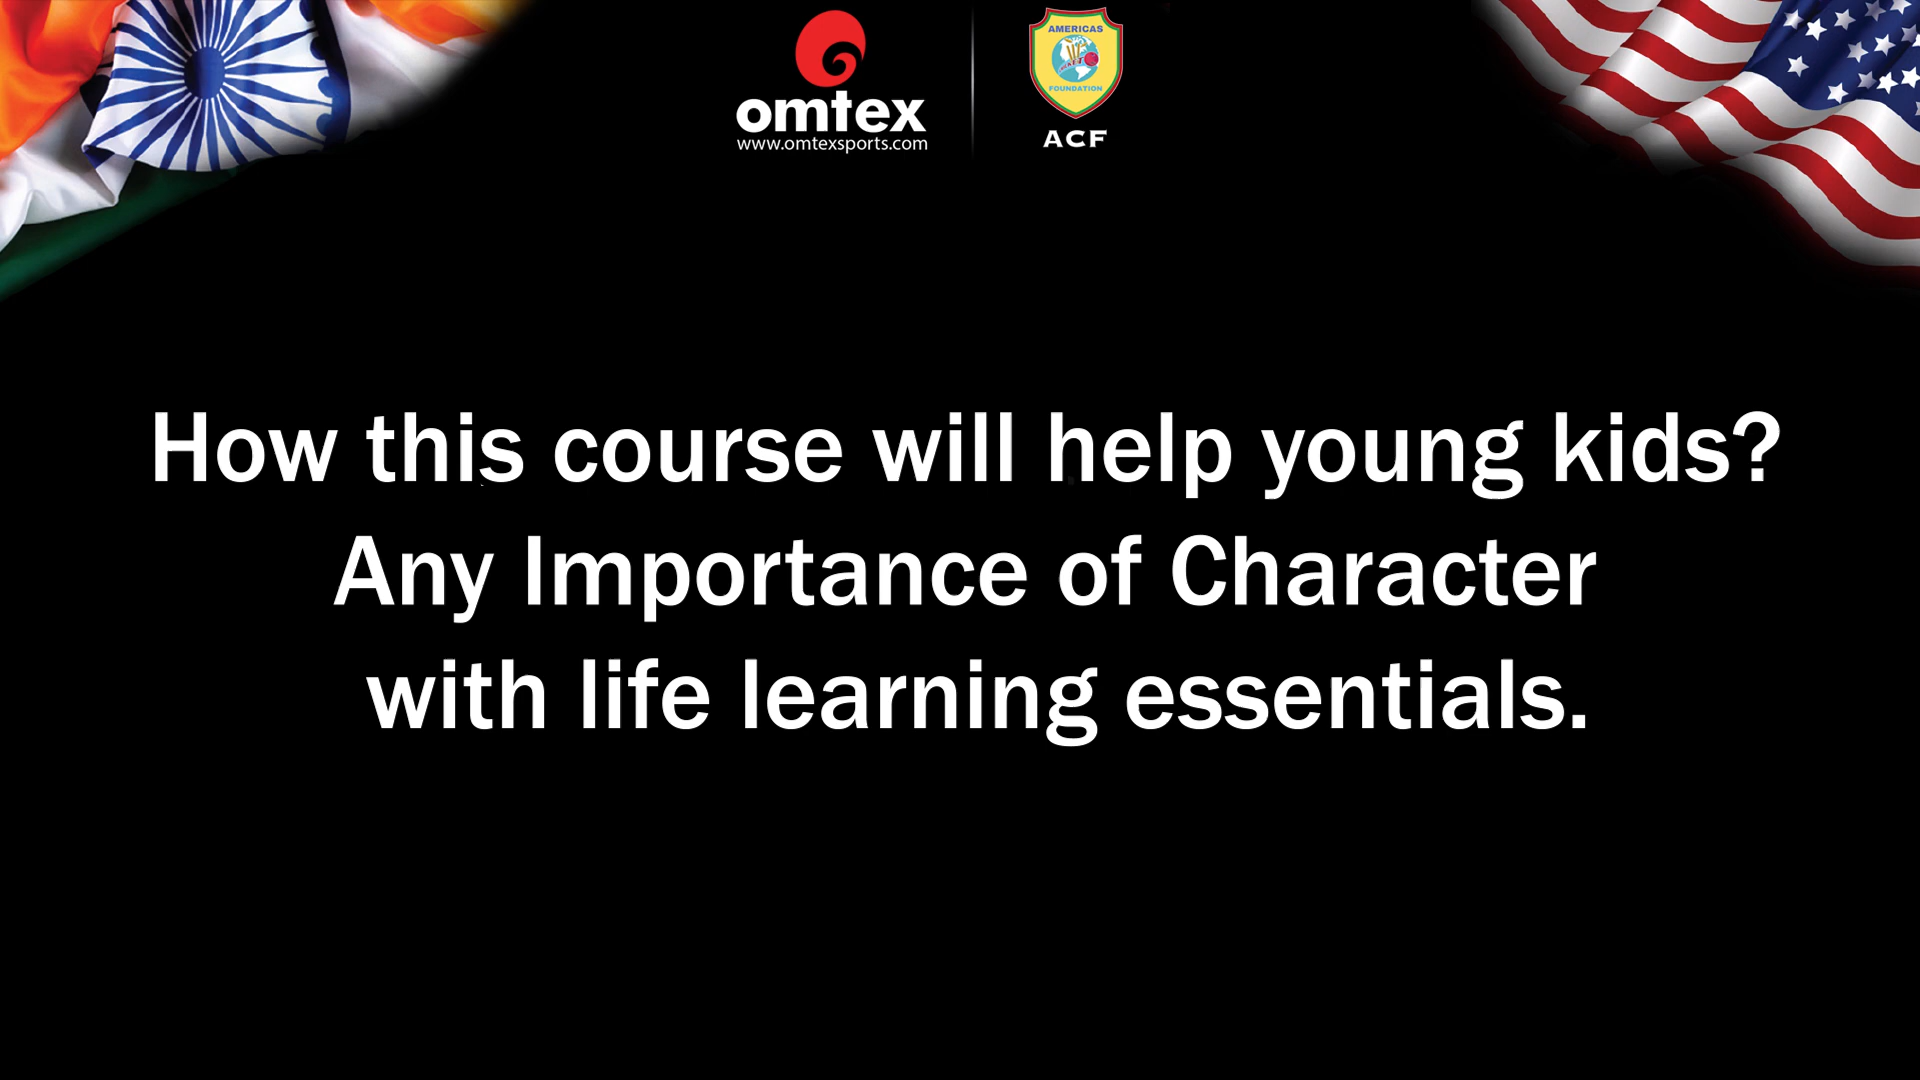 omtex
www.omtexsports.com
AMERICAS
FOUNDATION
ACF
How this course will help young kids?
Any Importance of Character
with life learning essentials.